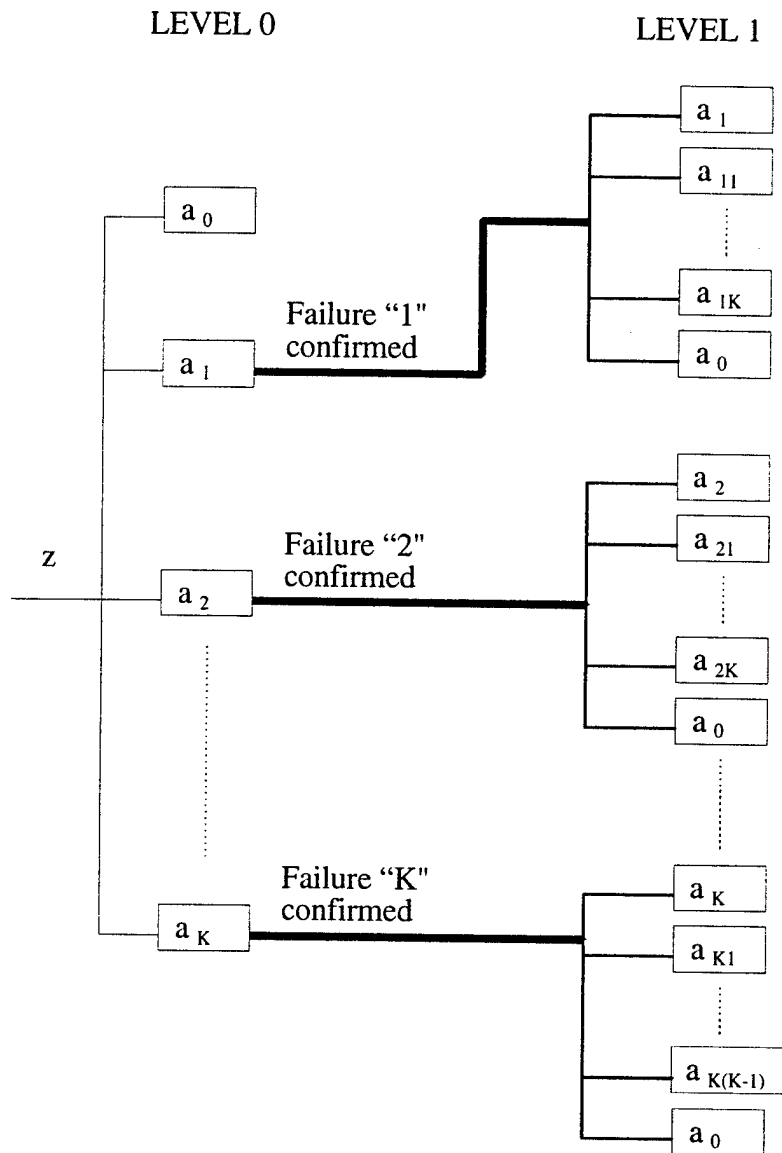 LEVEL 0
LEVEL 1
a 1
a 11
a 0
a 1K
Failure “1"
confirmed
a 1
a 0
a 2
Failure “2"
confirmed
a 21
z
a 2
a 2K
a 0
Failure “K"
confirmed
a K
a K
a K1
a K(K-1)
a 0